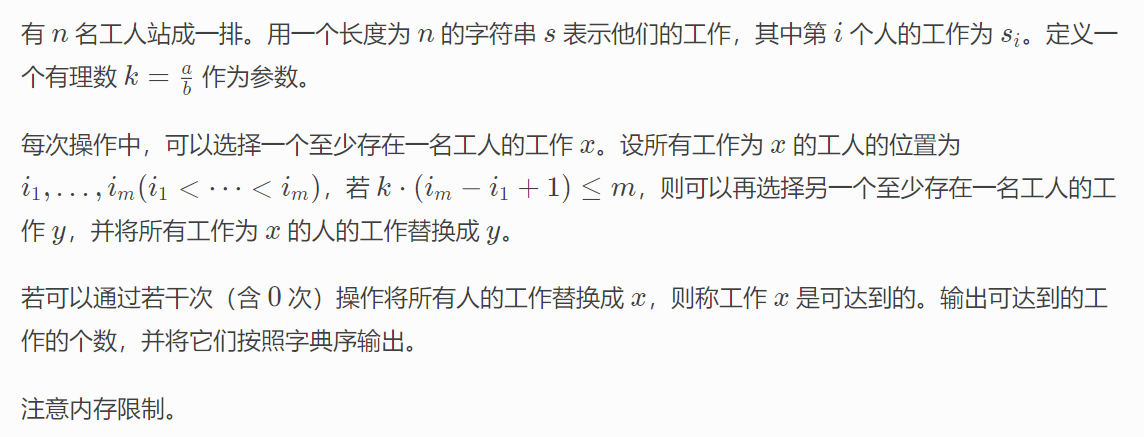 有 n 名工人站成一排。用一个长度为 n 的字符串 s 表示他们的工作，其中第 i 个人的工作为 s_i。定义一
个有理数 k = a/b 作为参数。
每次操作中，可以选择一个至少存在一名工人的工作 x。设所有工作为 x 的工人的位置为
i_1, …, i_m(i_1 < ⋯ < i_m)，若 k · (i_m − i_1 + 1) ≤ m，则可以再选择另一个至少存在一名工人的工
作 y，并将所有工作为 x 的人的工作替换成 y。
若可以通过若干次（含 0 次）操作将所有人的工作替换成 x，则称工作 x 是可达到的。输出可达到的工
作的个数，并将它们按照字典序输出。
注意内存限制。